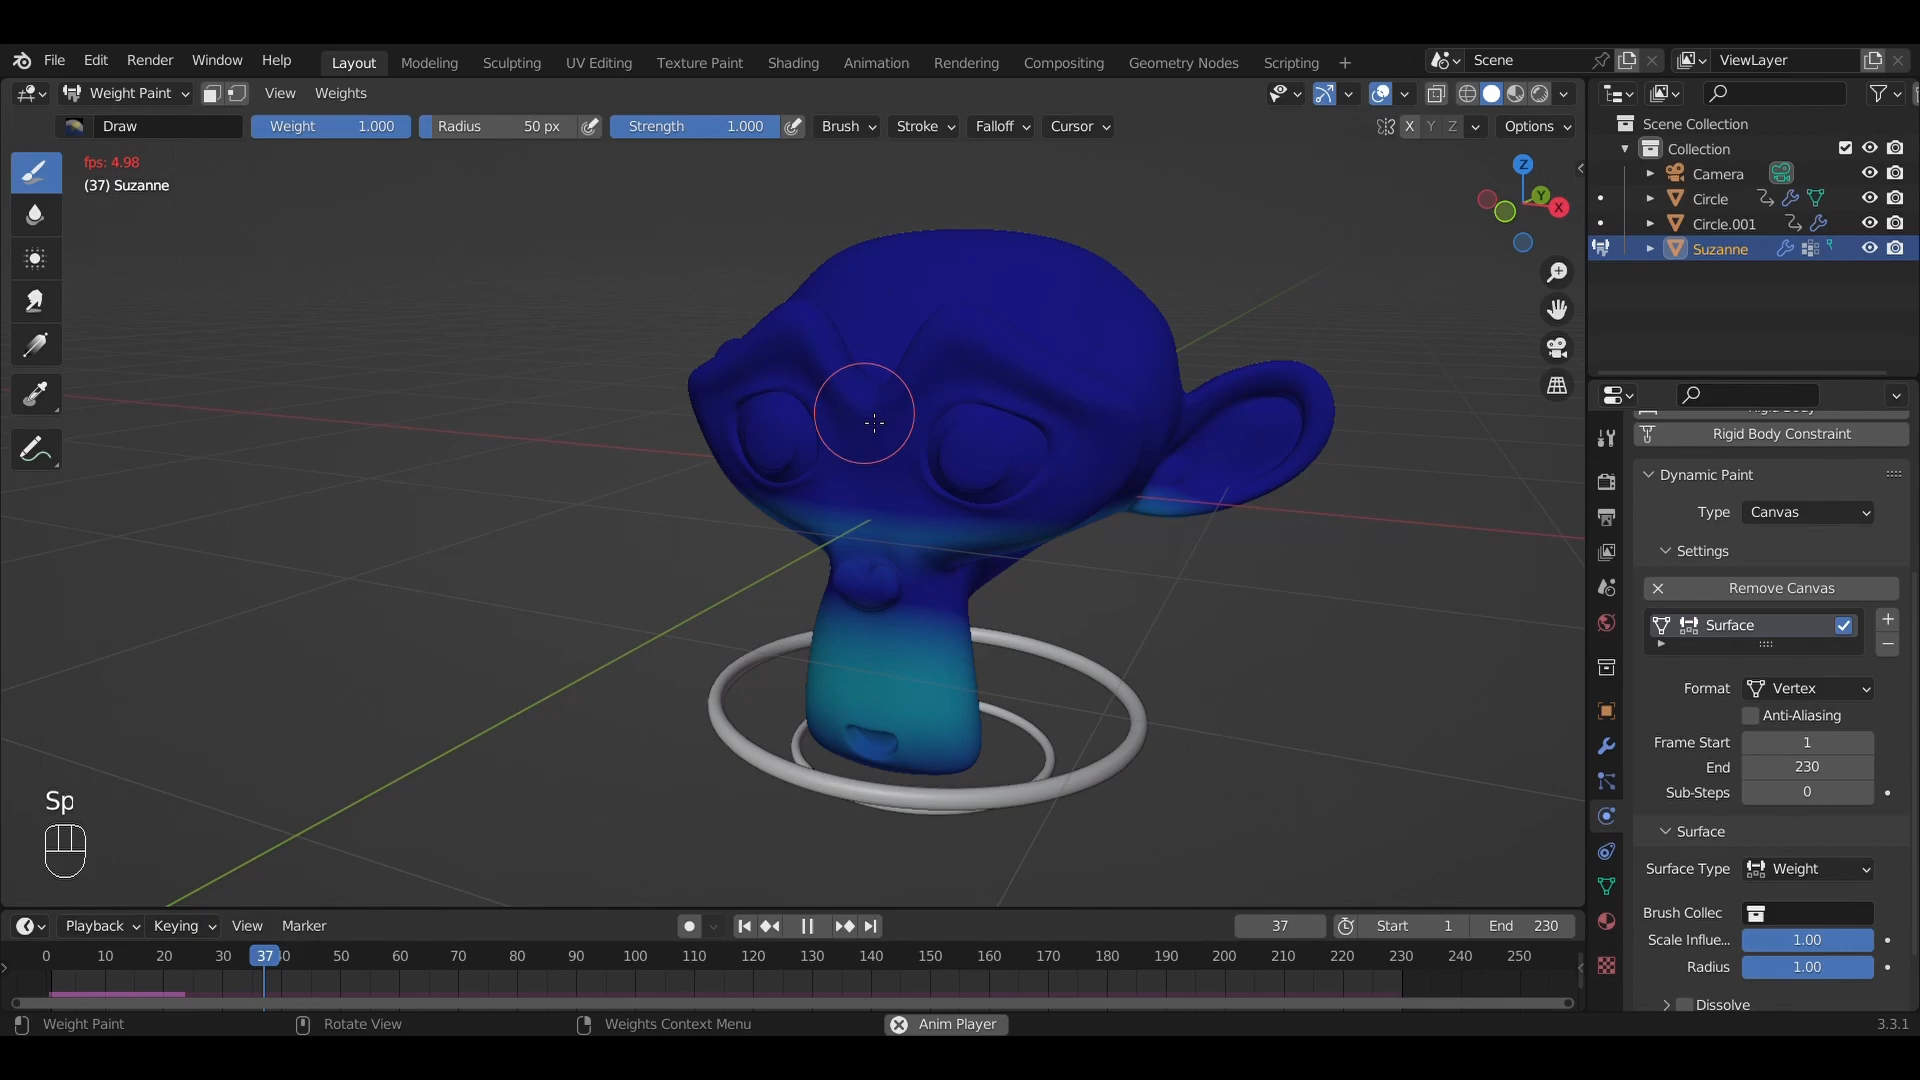 File Edit Render Window Help Layout Modeling Sculpting UV Editing Texture Paint Shading Animation Rendering Compositing Geometry Nodes Scripting + Scene ViewLayer
Weight Paint View Weights
Draw Weight 1.000 Radius 50 px Strength 1.000 Brush Stroke Falloff Cursor X Y Z Options
fps: 4.98
(37) Suzanne
Z
Y
X
Sp
Scene Collection
Collection
Camera
Circle
Circle.001
Suzanne
Rigid Body Constraint
Dynamic Paint
Type Canvas
Settings
Remove Canvas
Surface
Format Vertex
Anti-Aliasing
Frame Start 1
End 230
Sub-Steps 0
Surface
Surface Type Weight
Brush Collec
Scale Influe... 1.00
Radius 1.00
Dissolve
Playback Keying View Marker 37 Start 1 End 230
0 10 20 30 37 50 60 70 80 90 100 110 120 130 140 150 160 170 180 190 200 210 220 230 240 250
Weight Paint Rotate View Weights Context Menu Anim Player 3.3.1